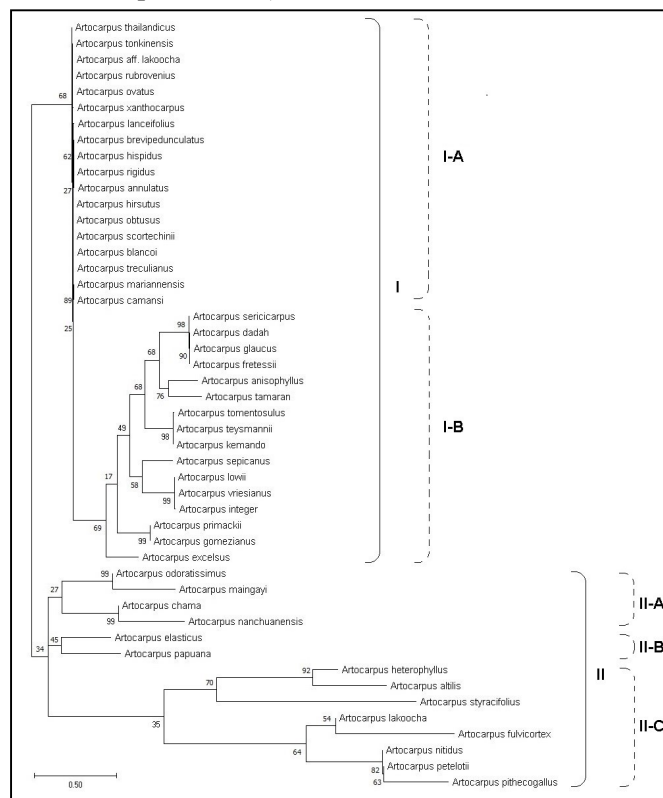 Artocarpus thailandicus
Artocarpus tonkinensis
Artocarpus aff. lakoocha
Artocarpus rubrovenius
68
Artocarpus ovatus
Artocarpus xanthocarpus
Artocarpus lanceifolius
Artocarpus brevipedunculatus
62
Artocarpus hispidus
I-A
Artocarpus rigidus
27
Artocarpus annulatus
Artocarpus hirsutus
Artocarpus obtusus
Artocarpus scortechinii
Artocarpus blancoi
Artocarpus treculianus
Artocarpus mariannensis
I
89
Artocarpus camansi
25
Artocarpus sericicarpus
98
Artocarpus dadah
Artocarpus glaucus
68
90
Artocarpus fretessii
Artocarpus anisophyllus
68
76
Artocarpus tamaran
Artocarpus tomentosulus
49
Artocarpus teysmannii
I-B
98
Artocarpus kemando
Artocarpus sepicanus
17
58
Artocarpus lowii
Artocarpus vriesianus
99
Artocarpus integer
69
Artocarpus primackii
99
Artocarpus gomezianus
Artocarpus excelsus
99
Artocarpus odoratissimus
27
Artocarpus maingayi
II-A
Artocarpus chama
99
Artocarpus nanchuanensis
45
Artocarpus elasticus
II-B
34
Artocarpus papuana
92
Artocarpus heterophyllus
II
70
Artocarpus altilis
Artocarpus styracifolius
35
54
Artocarpus lakoocha
II-C
Artocarpus fulvicortex
64
Artocarpus nitidus
82
Artocarpus petelotii
63
Artocarpus pithecogallus
0.50